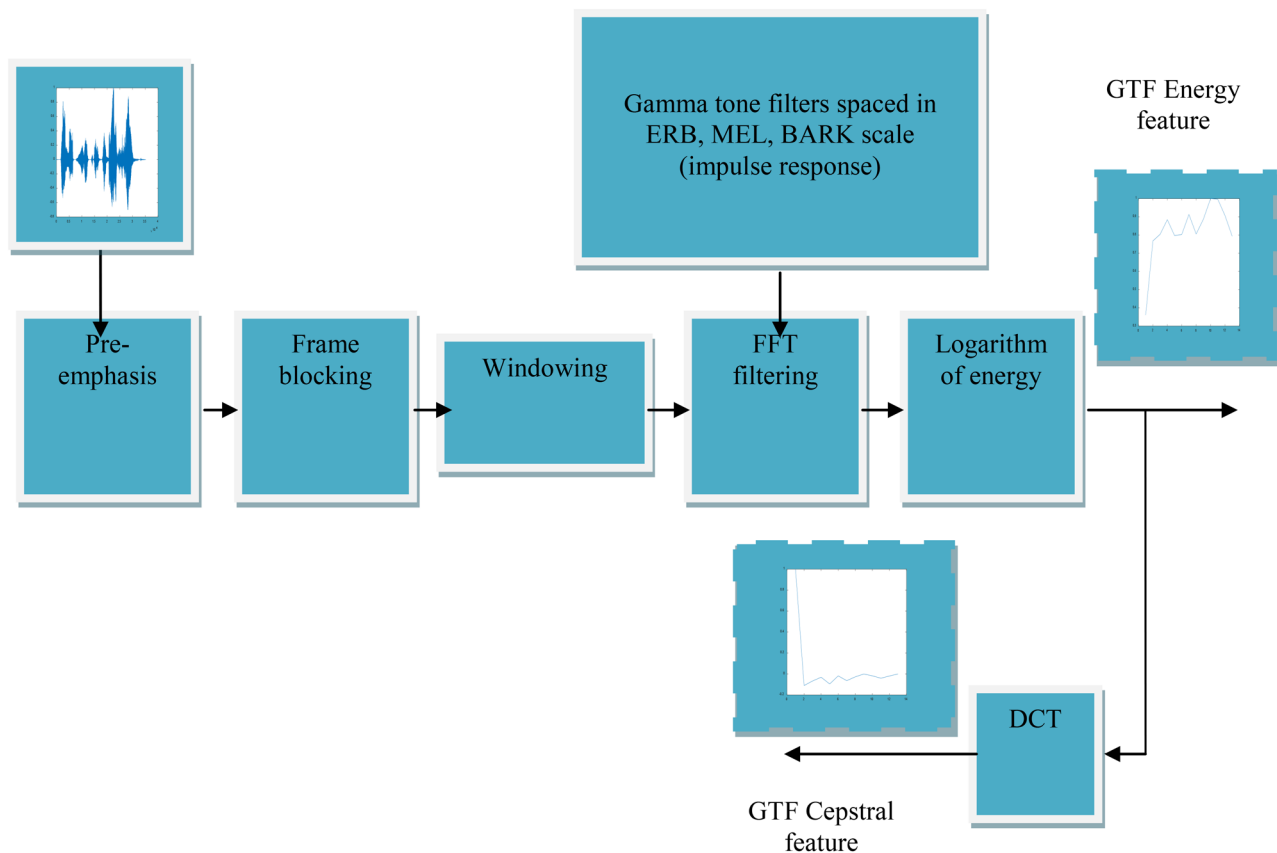 Gamma tone filters spaced in
ERB, MEL, BARK scale
(impulse response)
GTF Energy
feature
Pre-
emphasis
Frame
blocking
Windowing
FFT
filtering
Logarithm
of energy
DCT
GTF Cepstral
feature